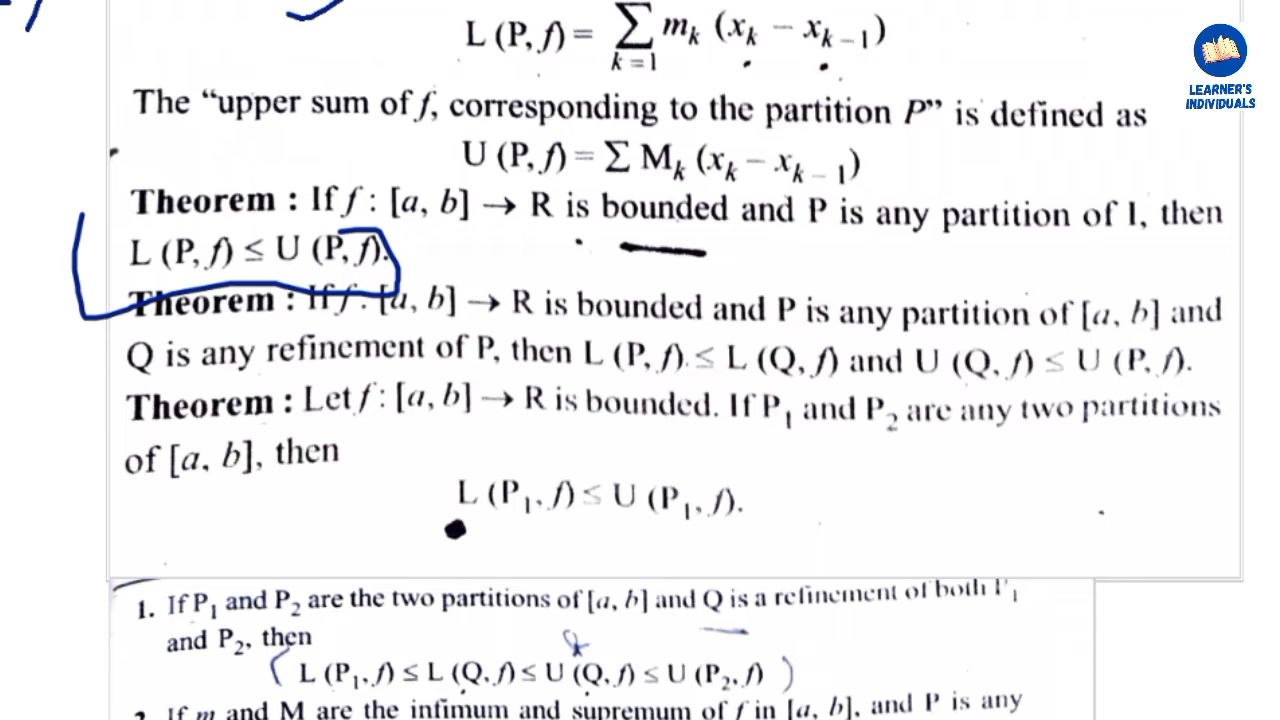 L (P, f) = ∑ m_k (x_k − x_{k−1})
k = 1
LEARNER'S
INDIVIDUALS
The “upper sum of f, corresponding to the partition P” is defined as
U (P, f) = Σ M_k (x_k − x_{k−1})
Theorem : If f : [a, b] → R is bounded and P is any partition of I, then
L (P, f) ≤ U (P, f).
Theorem : If f : [a, b] → R is bounded and P is any partition of [a, b] and
Q is any refinement of P, then L (P, f) ≤ L (Q, f) and U (Q, f) ≤ U (P, f).
Theorem : Let f : [a, b] → R is bounded. If P₁ and P₂ are any two partitions
of [a, b], then
L (P₁, f) ≤ U (P₁, f).
1. If P₁ and P₂ are the two partitions of [a, b] and Q is a refinement of both P₁
and P₂, then
( L (P₁, f) ≤ L (Q, f) ≤ U (Q, f) ≤ U (P₂, f) )
2. If m and M are the infimum and supremum of f in [a, b], and P is any